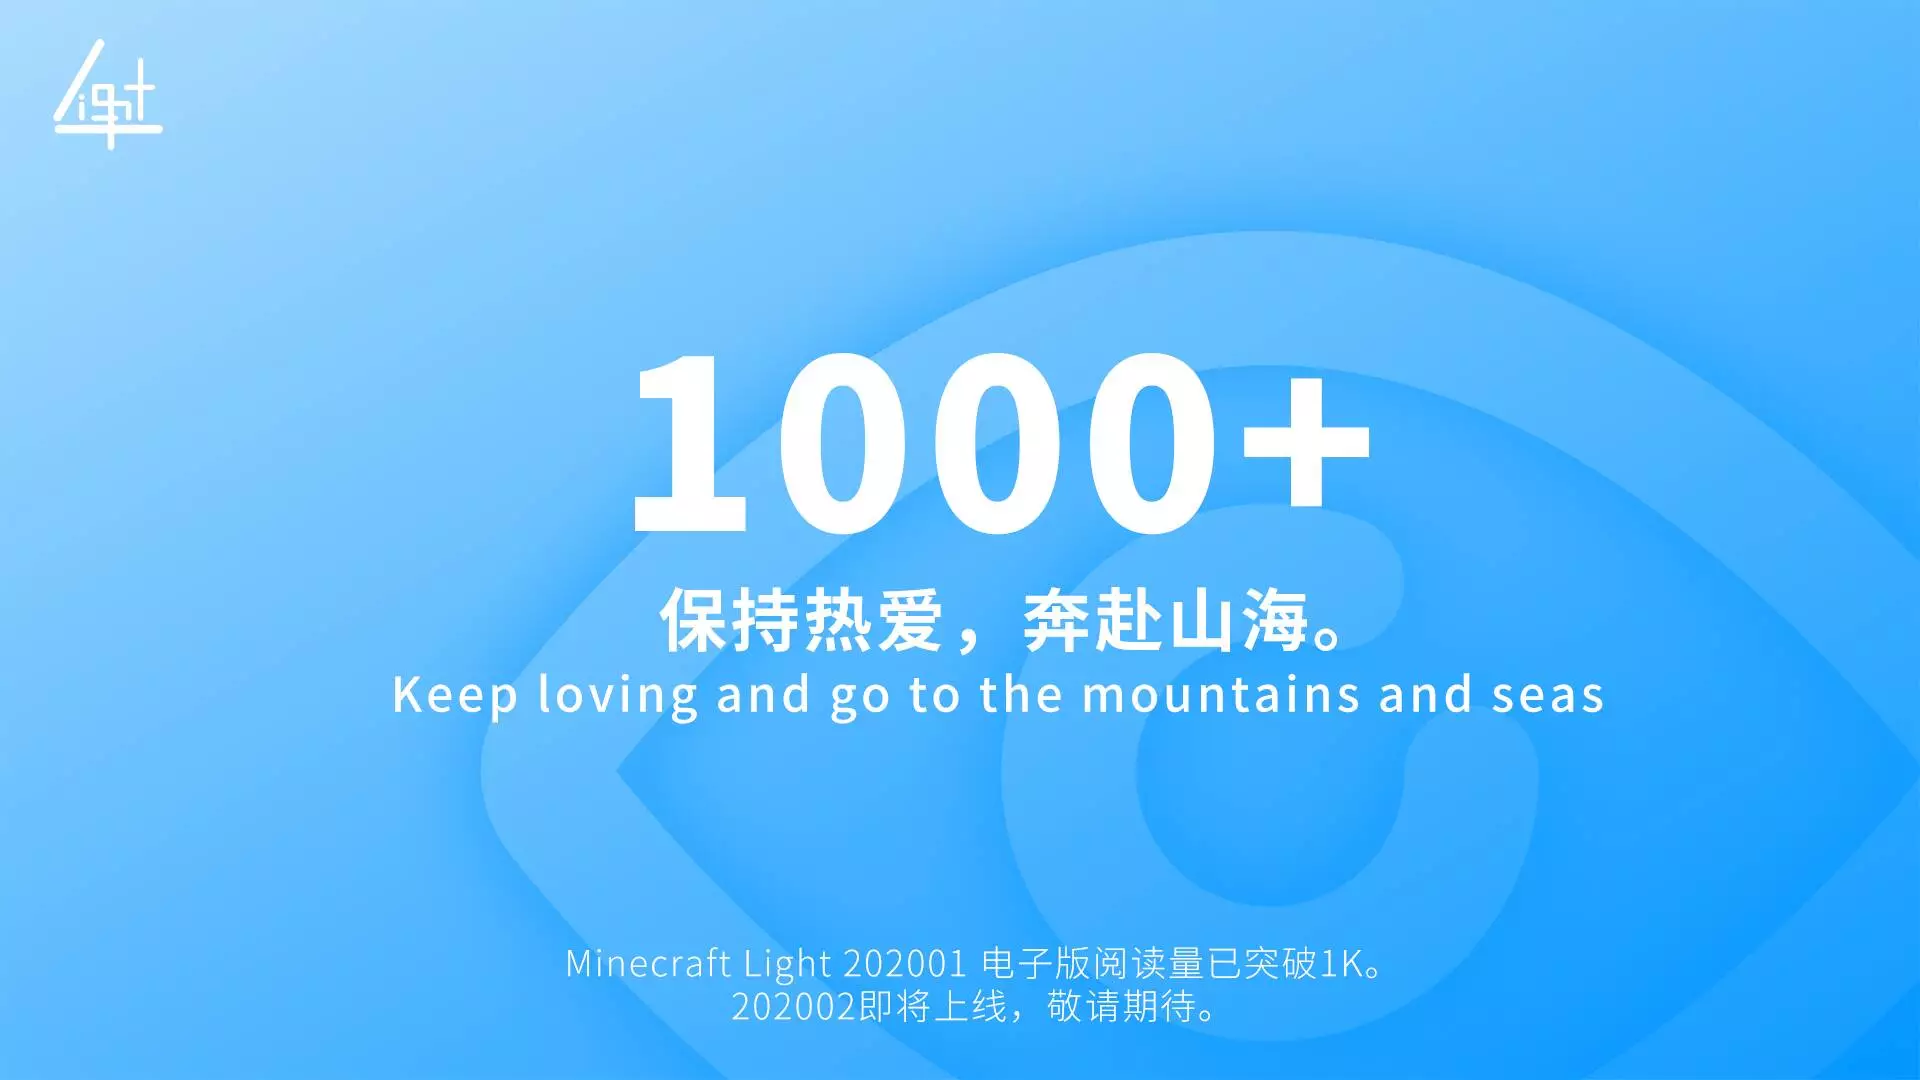 Light
1000+
保持热爱，奔赴山海。
Keep loving and go to the mountains and seas
Minecraft Light 202001 电子版阅读量已突破1K。
202002即将上线，敬请期待。